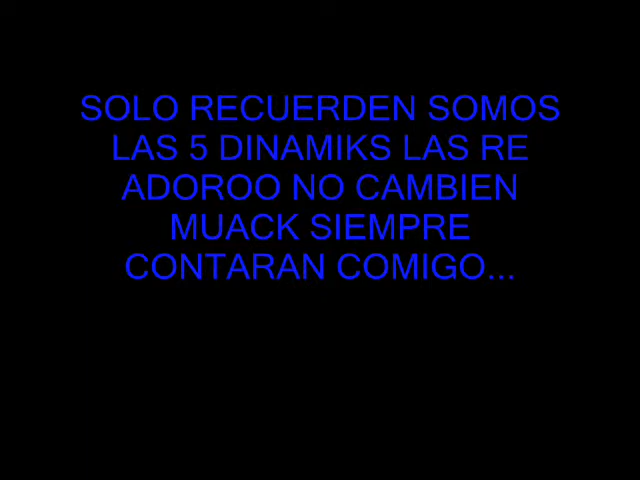 SOLO RECUERDEN SOMOS
LAS 5 DINAMIKS LAS RE
ADOROO NO CAMBIEN
MUACK SIEMPRE
CONTARAN COMIGO...